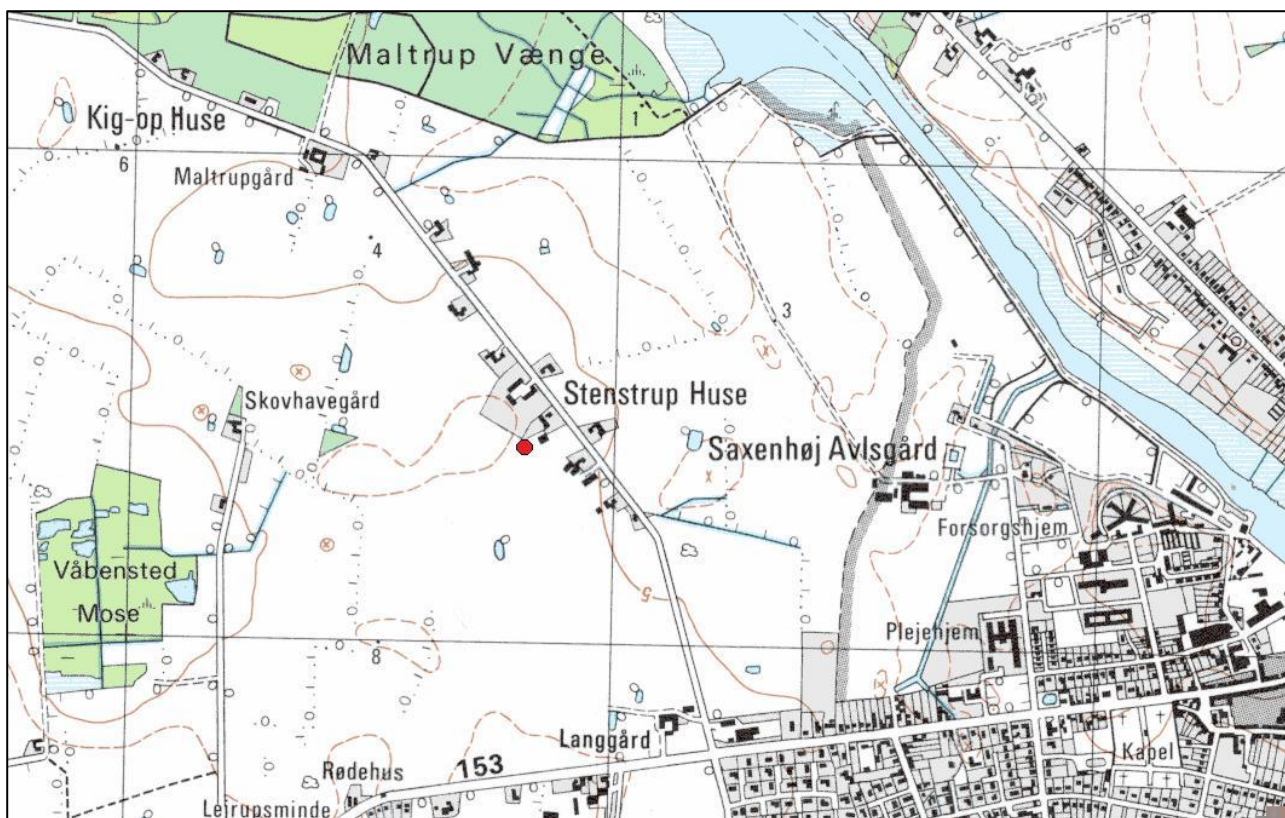 Maltrup Vænge
1
Kig-op Huse
6
Maltrupgård
4
3
Skovhavegård
Stenstrup Huse
Saxenhøj Avlsgård
Forsorgshjem
Våbensted
Mose
5
Plejehjem
8
Langgård
Kapel
Rødehus
153
Lejrupsminde